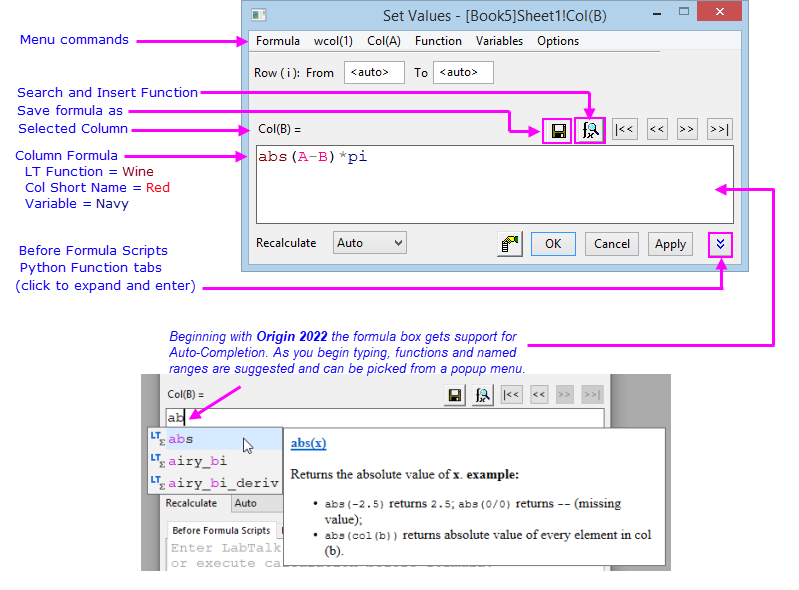 Set Values - [Book5]Sheet1!Col(B)
Menu commands
Formula wcol(1) Col(A) Function Variables Options
Row (i): From <auto> To <auto>
Search and Insert Function
Save formula as
Selected Column
Col(B) =
|<< << >> >>|
Column Formula
abs(A-B)*pi
LT Function = Wine
Col Short Name = Red
Variable = Navy
Recalculate Auto OK Cancel Apply
Before Formula Scripts
Python Function tabs
(click to expand and enter)
Beginning with Origin 2022 the formula box gets support for
Auto-Completion. As you begin typing, functions and named
ranges are suggested and can be picked from a popup menu.
Col(B) =
|<< << >> >>|
ab
LT Σ abs
LT Σ airy_bi
LT Σ airy_bi_deriv
abs(x)
Returns the absolute value of x. example:
• abs(-2.5) returns 2.5; abs(0/0) returns -- (missing
value);
• abs(col(b)) returns absolute value of every element in col
(b).
Recalculate Auto
Before Formula Scripts
Enter LabTalk